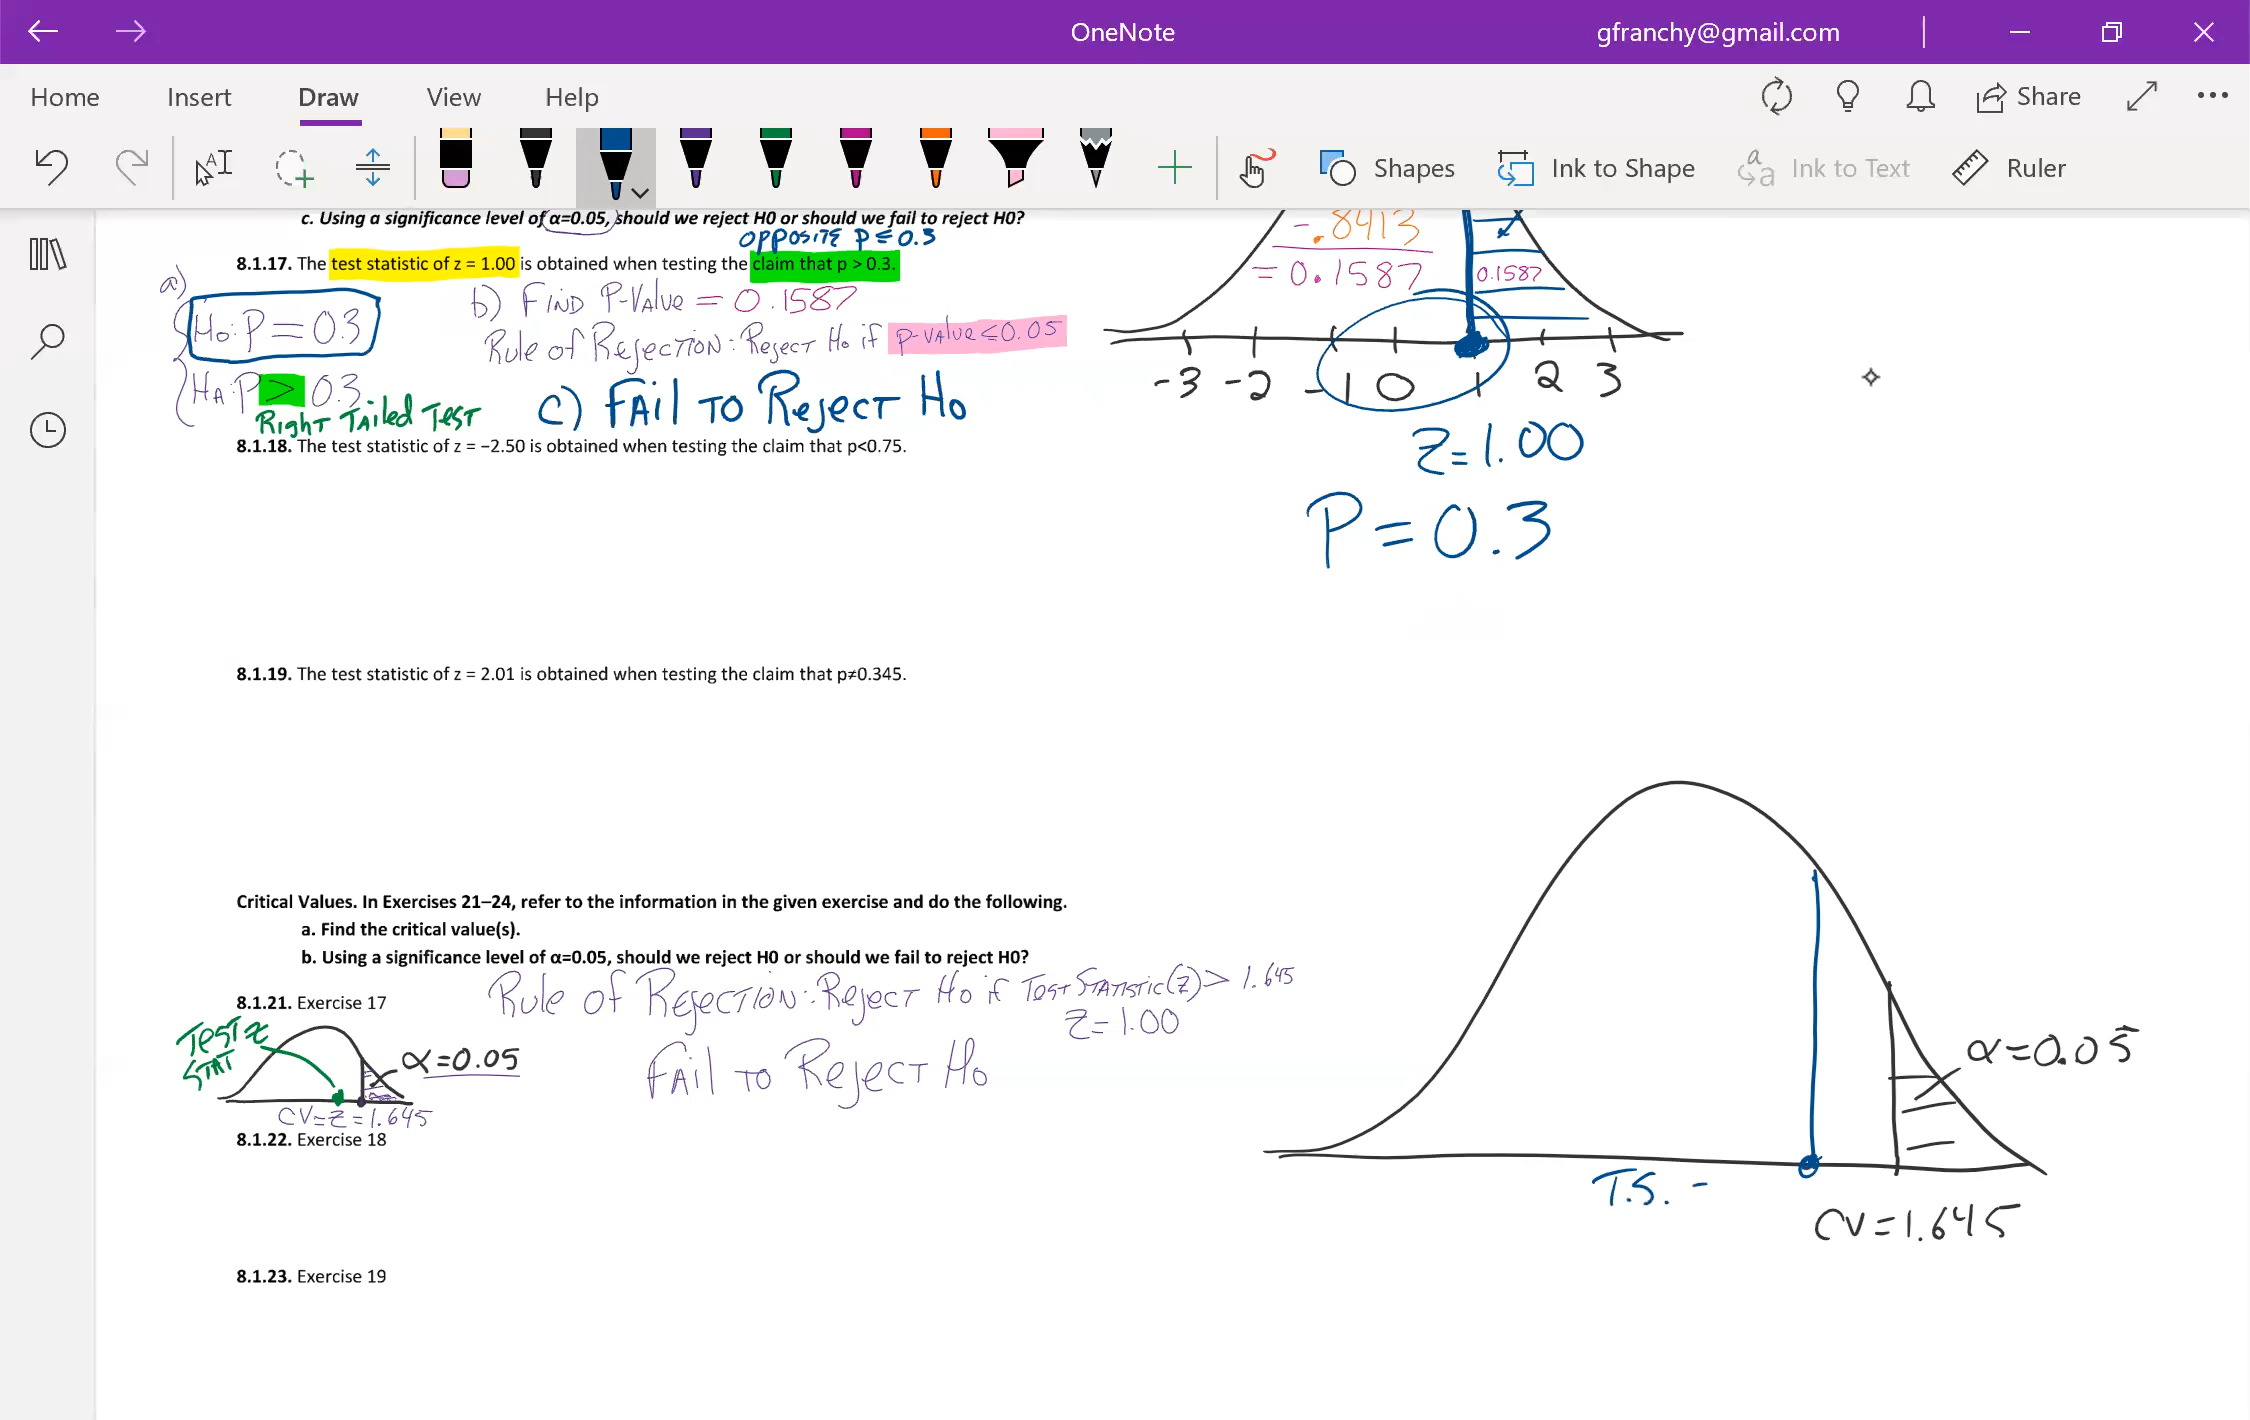 OneNote
gfranchy@gmail.com
Home Insert Draw View Help
Share
Shapes Ink to Shape Ink to Text Ruler
c. Using a significance level of α=0.05, should we reject H0 or should we fail to reject H0?
OPPOSITE P ≤ 0.3
8.1.17. The test statistic of z = 1.00 is obtained when testing the claim that p > 0.3.
a)
H0: P = 0.3
HA: P > 0.3
Right Tailed Test
b) Find P-Value = 0.1587
Rule of Rejection: Reject H0 if P-value ≤ 0.05
c) Fail to Reject H0
-.8413
= 0.1587
0.1587
-3 -2 -1 0 1 2 3
z = 1.00
P = 0.3
8.1.18. The test statistic of z = −2.50 is obtained when testing the claim that p<0.75.
8.1.19. The test statistic of z = 2.01 is obtained when testing the claim that p≠0.345.
Critical Values. In Exercises 21–24, refer to the information in the given exercise and do the following.
a. Find the critical value(s).
b. Using a significance level of α=0.05, should we reject H0 or should we fail to reject H0?
Rule of Rejection: Reject H0 if Test Statistic (z) > 1.645
z = 1.00
8.1.21. Exercise 17
Test z
Stat
α = 0.05
CV = z = 1.645
Fail to Reject H0
8.1.22. Exercise 18
α = 0.05
T.S. -
CV = 1.645
8.1.23. Exercise 19